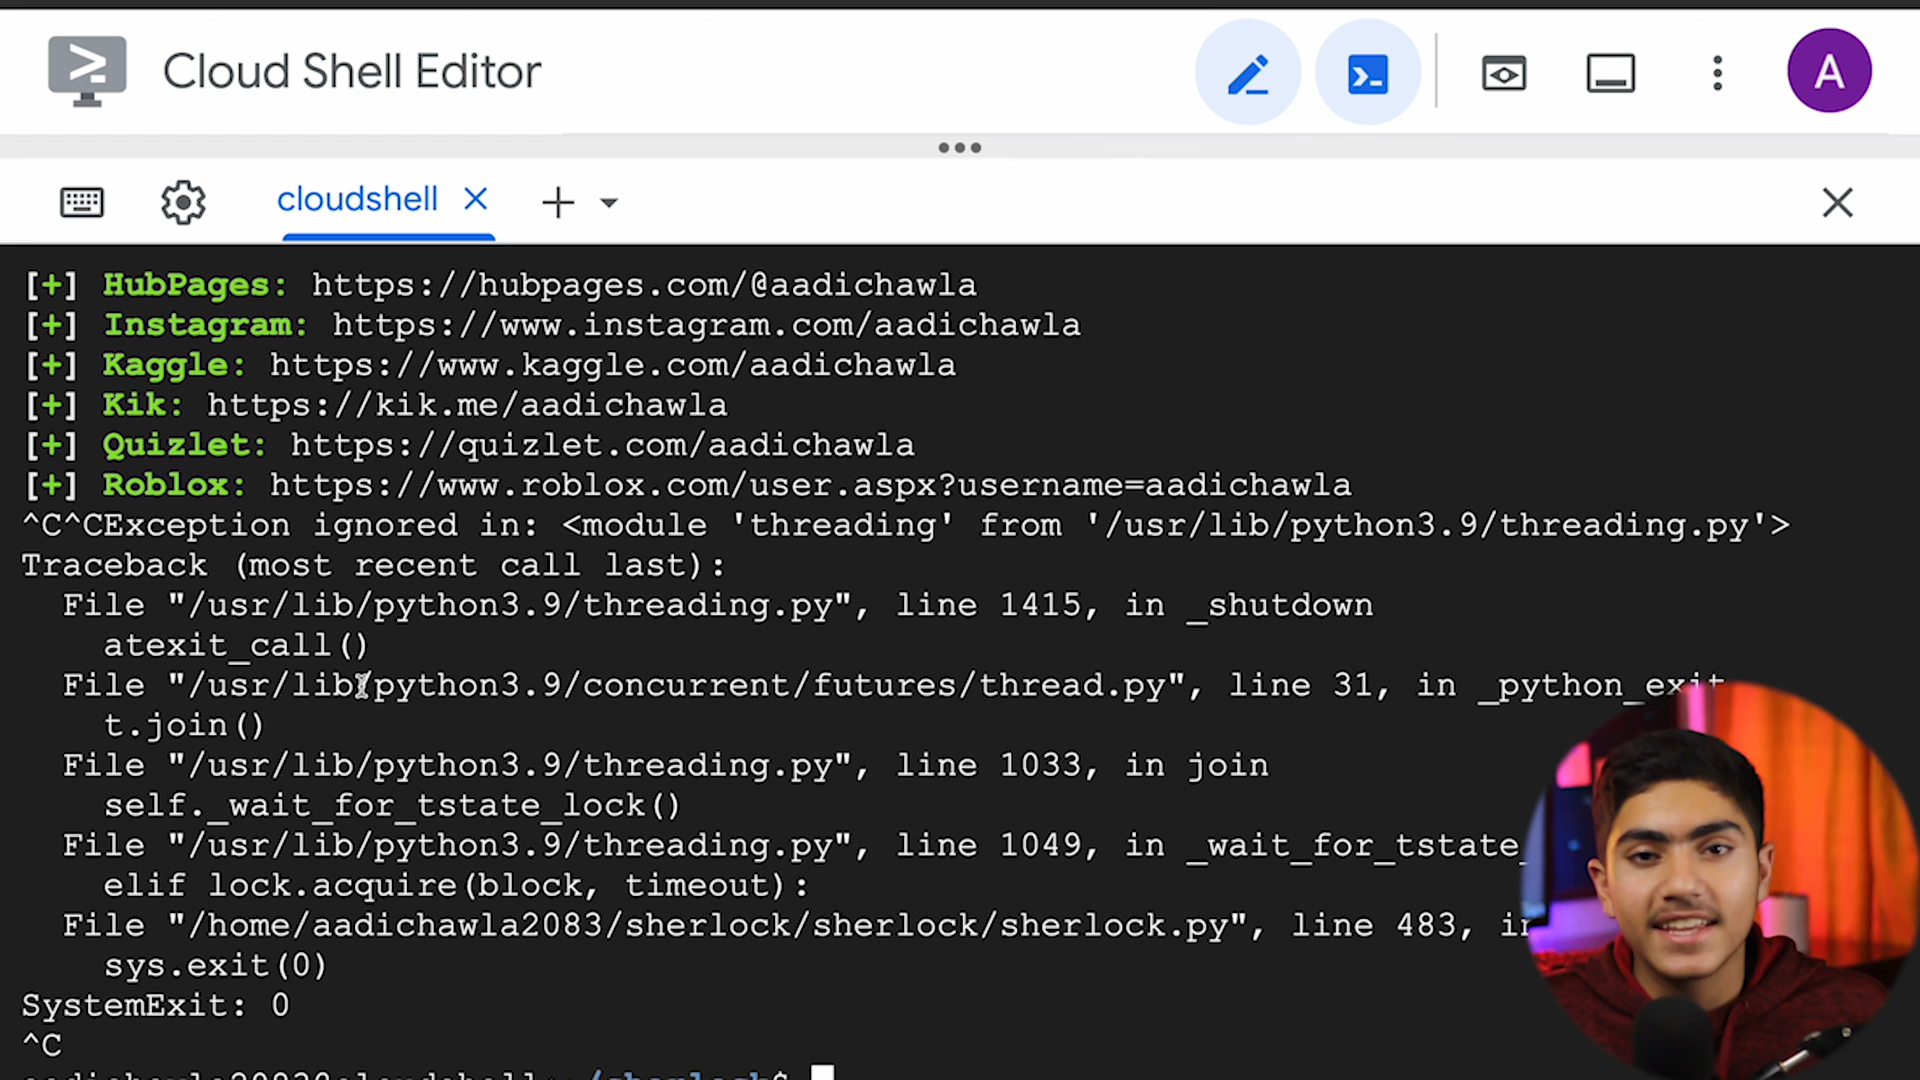 Cloud Shell Editor
A
cloudshell
[+] HubPages: https://hubpages.com/@aadichawla
[+] Instagram: https://www.instagram.com/aadichawla
[+] Kaggle: https://www.kaggle.com/aadichawla
[+] Kik: https://kik.me/aadichawla
[+] Quizlet: https://quizlet.com/aadichawla
[+] Roblox: https://www.roblox.com/user.aspx?username=aadichawla
^C^CException ignored in: <module 'threading' from '/usr/lib/python3.9/threading.py'>
Traceback (most recent call last):
  File "/usr/lib/python3.9/threading.py", line 1415, in _shutdown
    atexit_call()
  File "/usr/lib/python3.9/concurrent/futures/thread.py", line 31, in _python_exit
    t.join()
  File "/usr/lib/python3.9/threading.py", line 1033, in join
    self._wait_for_tstate_lock()
  File "/usr/lib/python3.9/threading.py", line 1049, in _wait_for_tstate_
    elif lock.acquire(block, timeout):
  File "/home/aadichawla2083/sherlock/sherlock/sherlock.py", line 483, in
    sys.exit(0)
SystemExit: 0
^C